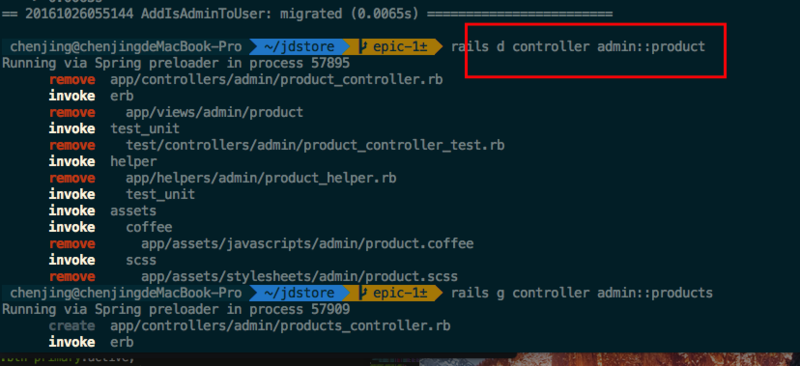 == 20161026055144 AddIsAdminToUser: migrated (0.0065s) ========================
chenjing@chenjingdeMacBook-Pro ~/jdstore epic-1± rails d controller admin::product
Running via Spring preloader in process 57895
remove app/controllers/admin/product_controller.rb
invoke erb
remove app/views/admin/product
invoke test_unit
remove test/controllers/admin/product_controller_test.rb
invoke helper
remove app/helpers/admin/product_helper.rb
invoke test_unit
invoke assets
invoke coffee
remove app/assets/javascripts/admin/product.coffee
invoke scss
remove app/assets/stylesheets/admin/product.scss
chenjing@chenjingdeMacBook-Pro ~/jdstore epic-1± rails g controller admin::products
Running via Spring preloader in process 57909
create app/controllers/admin/products_controller.rb
invoke erb